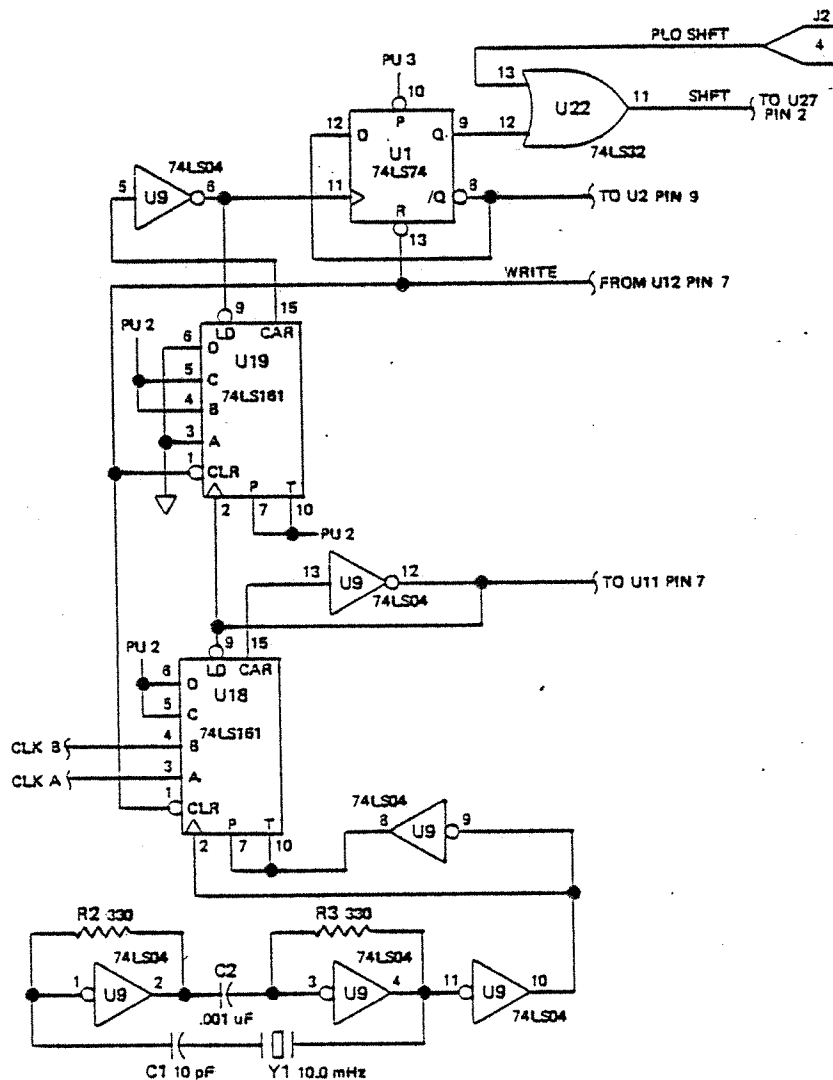 J2
PLO SHFT
4
PU 3
10
13
P
12
D
Q
9
12
U22
11
SHFT
TO U27
PIN 2
U1
74LS74
74LS32
74LS04
5
U9
6
11
/Q
8
TO U2 PIN 9
R
13
WRITE
FROM U12 PIN 7
9
15
PU 2
6
LD
CAR
D
U19
5
C
74LS161
4
B
3
A
1
CLR
P
T
2
7
10
PU 2
13
U9
12
TO U11 PIN 7
74LS04
9
15
PU 2
LD
CAR
6
D
U18
5
C
74LS161
CLK B
4
B
CLK A
3
A
1
CLR
74LS04
P
T
8
U9
9
2
7
10
R2 330
R3 330
74LS04
C2
74LS04
1
U9
2
3
U9
4
11
U9
10
.001 uF
74LS04
C1 10 pF
Y1 10.0 mHz